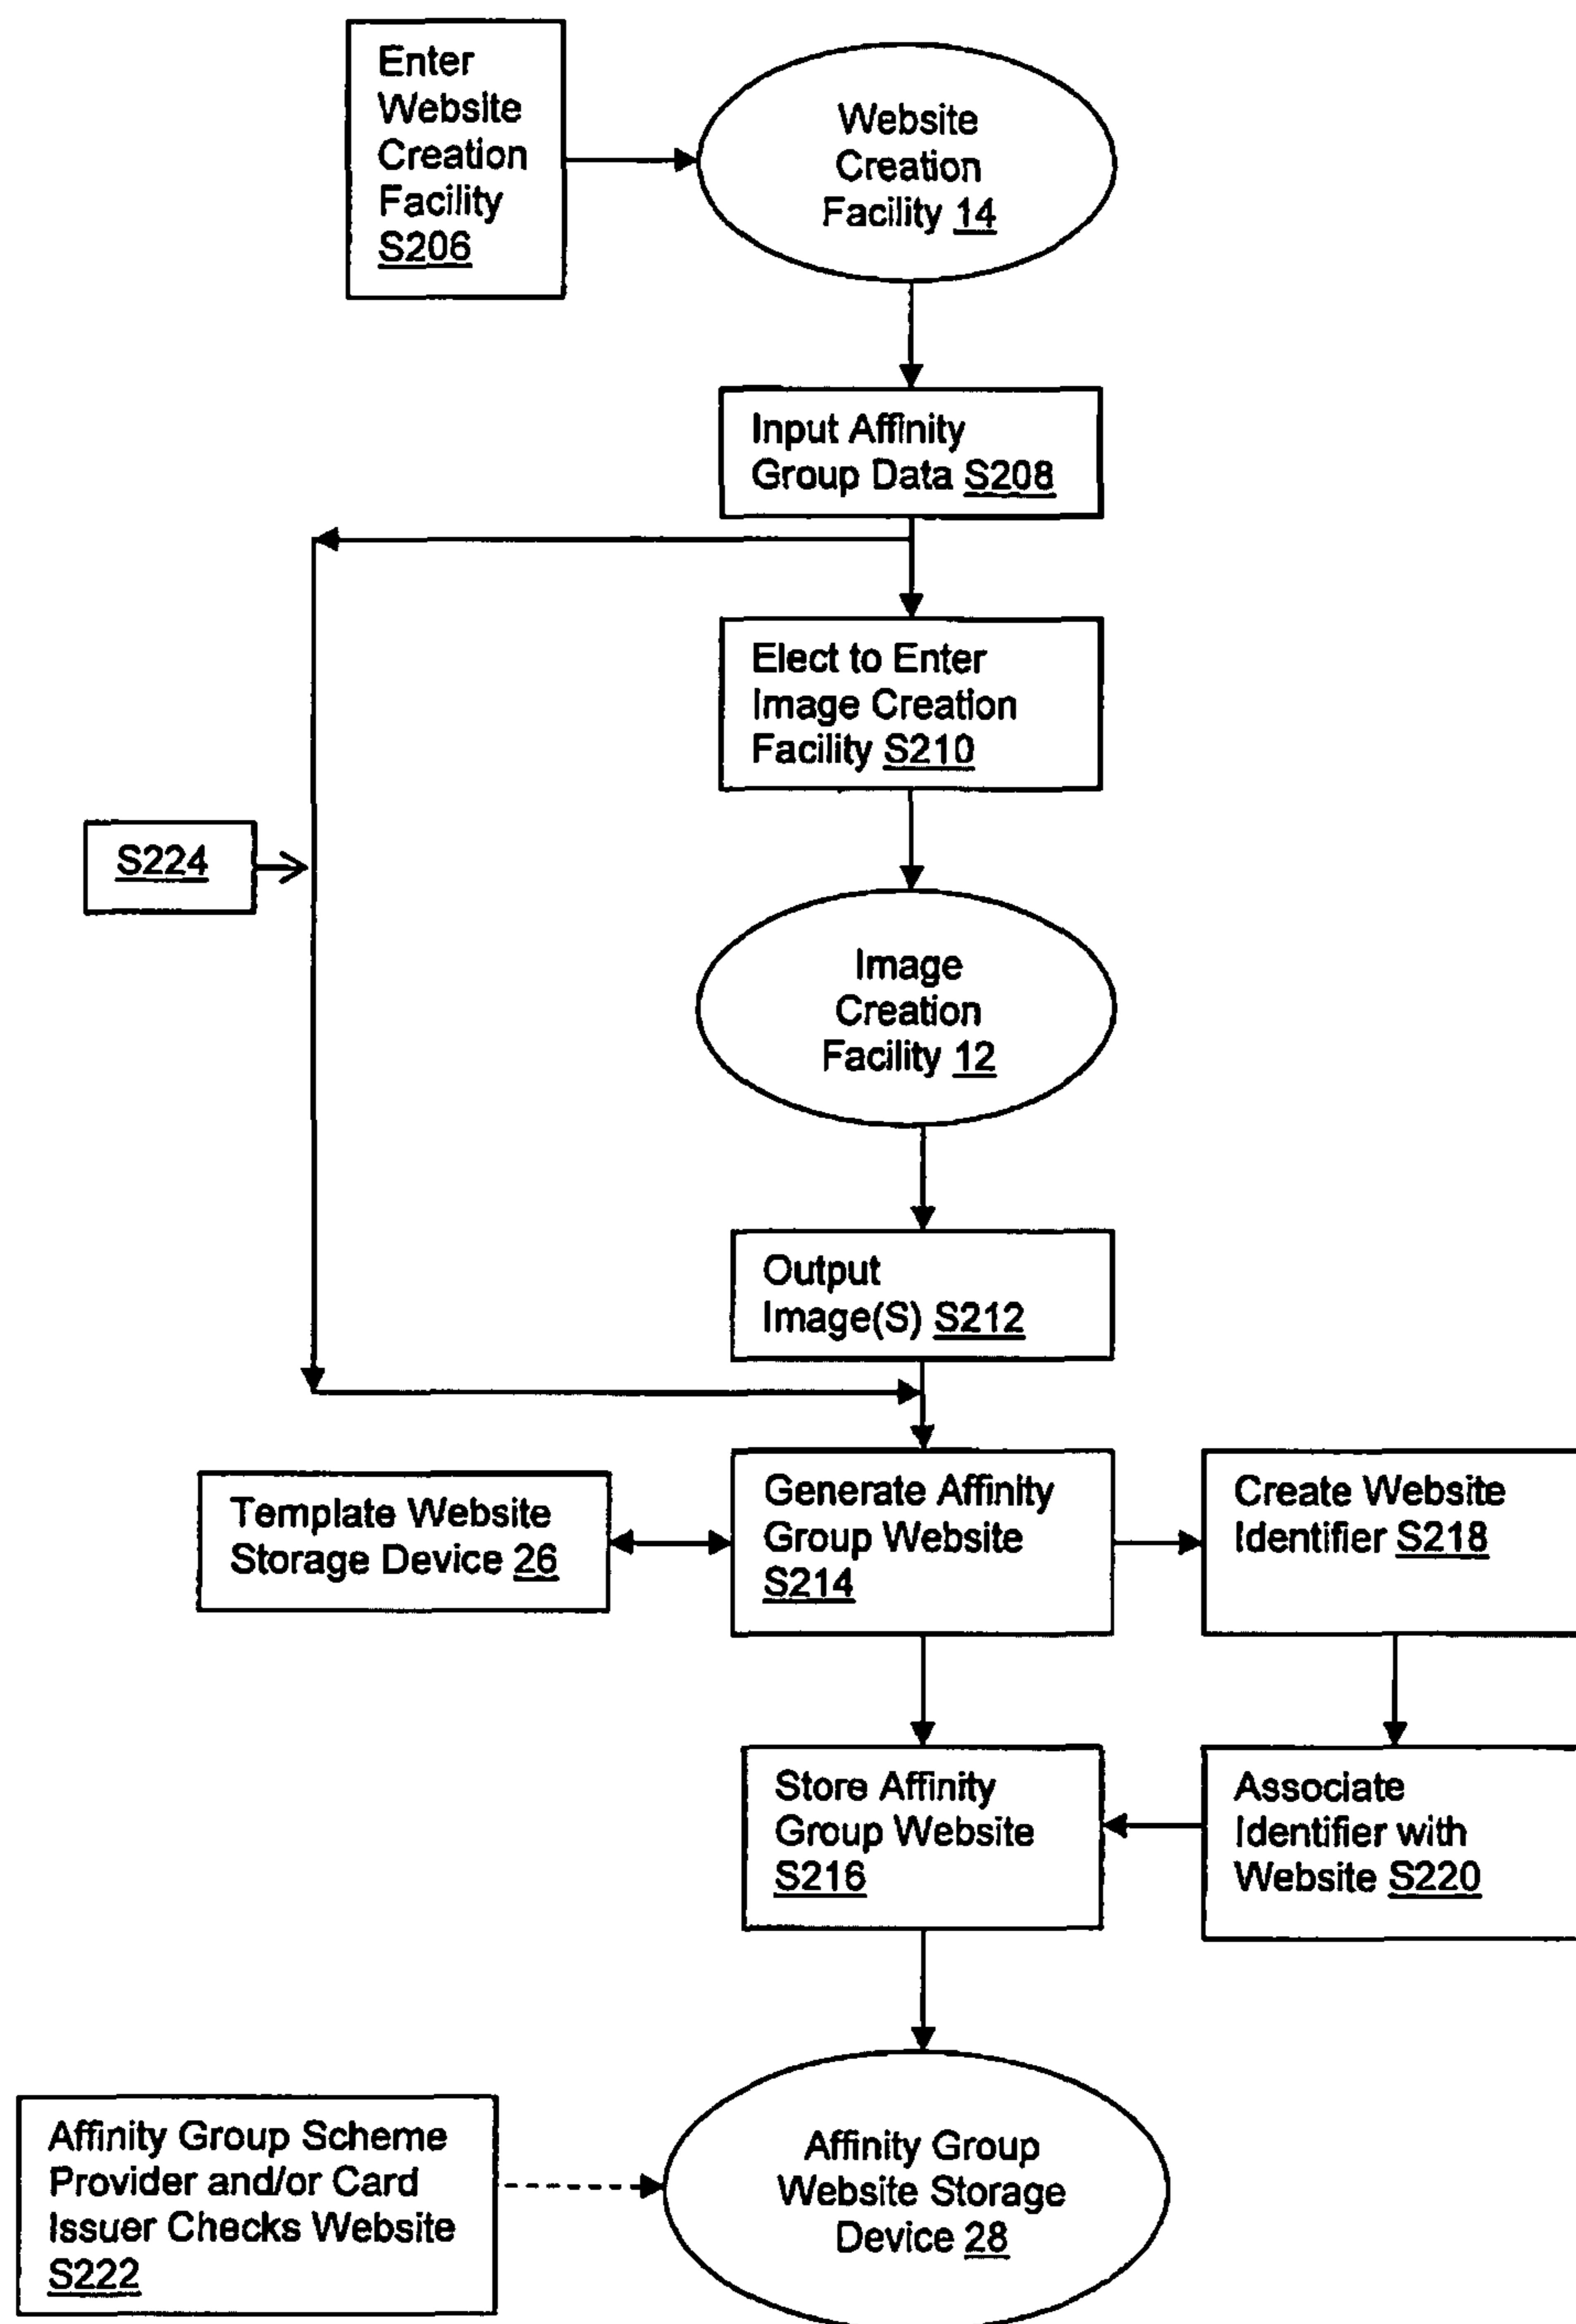 Enter
Website
Creation
Facility
S206
Website
Creation
Facility 14
Input Affinity
Group Data S208
Elect to Enter
Image Creation
Facility S210
S224
Image
Creation
Facility 12
Output
Image(S) S212
Template Website
Storage Device 26
Generate Affinity
Group Website
S214
Create Website
Identifier S218
Store Affinity
Group Website
S216
Associate
Identifier with
Website S220
Affinity Group Scheme
Provider and/or Card
Issuer Checks Website
S222
Affinity Group
Website Storage
Device 28